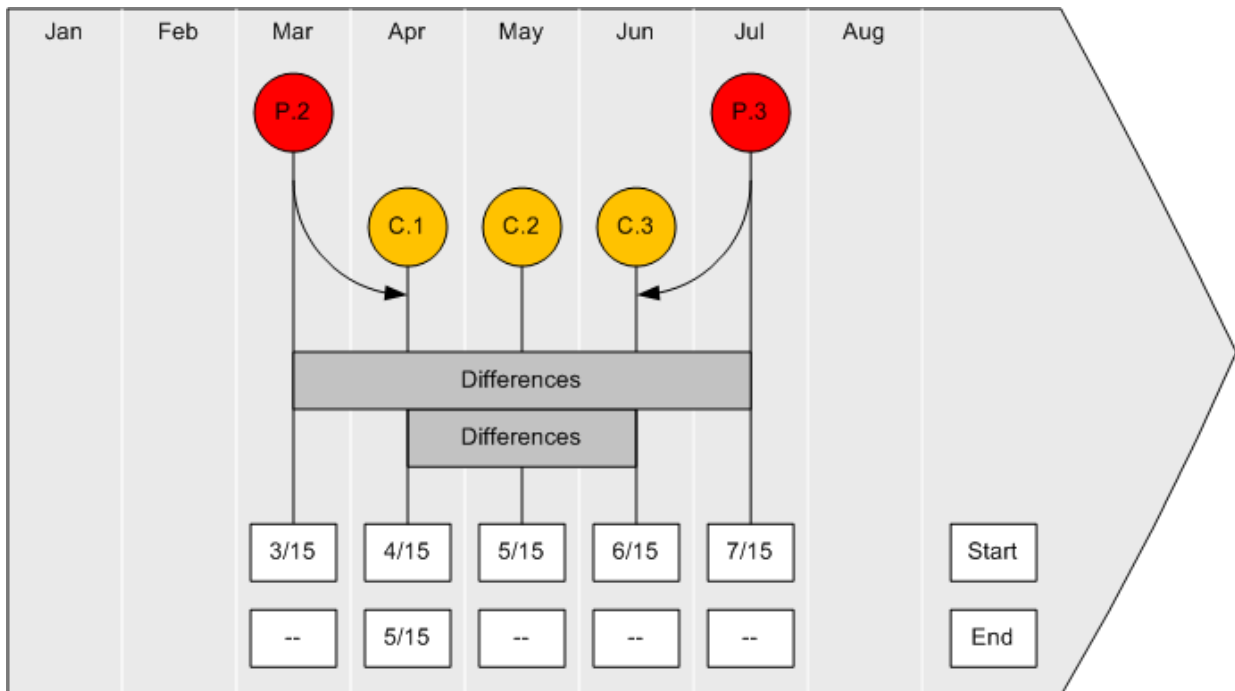 Jan Feb Mar Apr May Jun Jul Aug
P.2 P.3
C.1 C.2 C.3
Differences
Differences
3/15 4/15 5/15 6/15 7/15 Start
-- 5/15 -- -- -- End